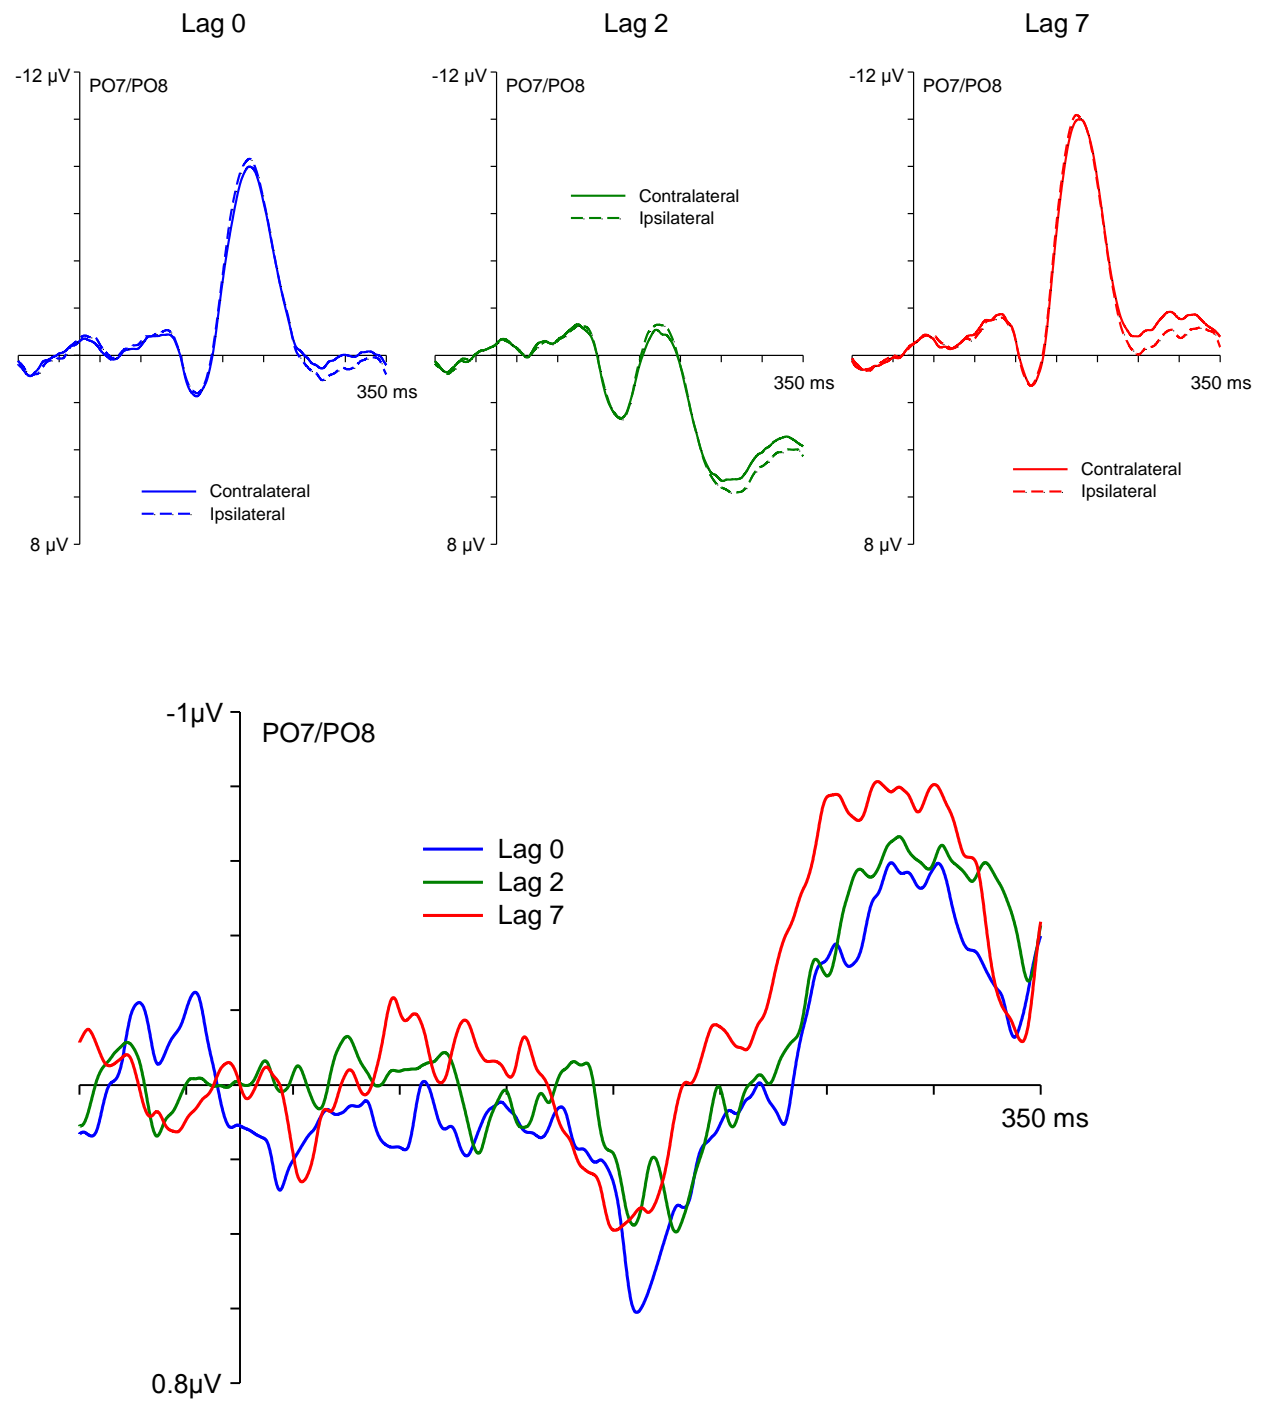 Lag 0
Lag 2
Lag 7
-12 µV
PO7/PO8
350 ms
Contralateral
Ipsilateral
8 µV
-12 µV
PO7/PO8
Contralateral
Ipsilateral
350 ms
8 µV
-12 µV
PO7/PO8
350 ms
Contralateral
Ipsilateral
8 µV
-1µV
PO7/PO8
Lag 0
Lag 2
Lag 7
350 ms
0.8µV